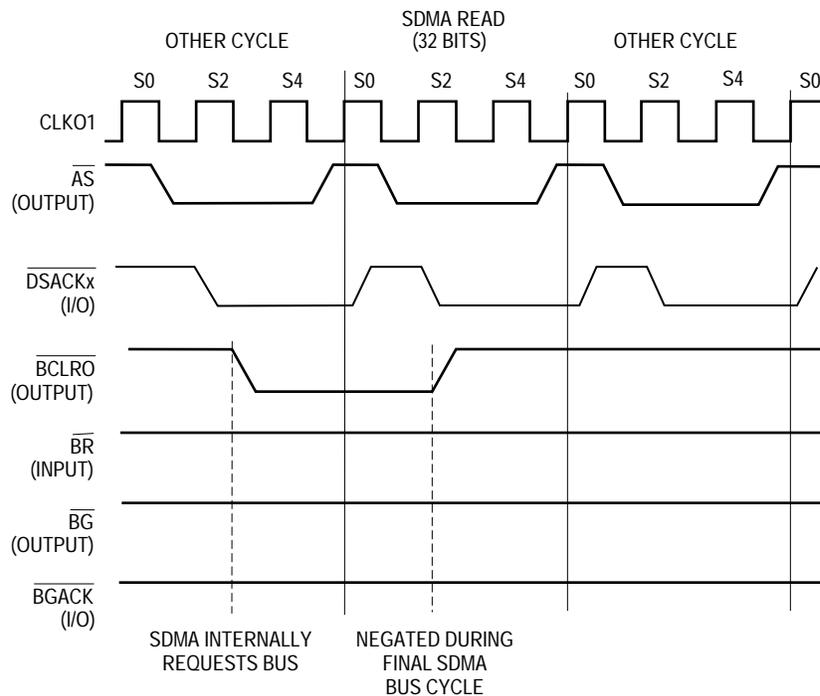 SDMA READ
(32 BITS)
OTHER CYCLE
OTHER CYCLE
S0 S2 S4 S0 S2 S4 S0 S2 S4 S0
CLKO1
AS
(OUTPUT)
DSACKx
(I/O)
BCLRO
(OUTPUT)
BR
(INPUT)
BG
(OUTPUT)
BGACK
(I/O)
SDMA INTERNALLY
REQUESTS BUS
NEGATED DURING
FINAL SDMA
BUS CYCLE